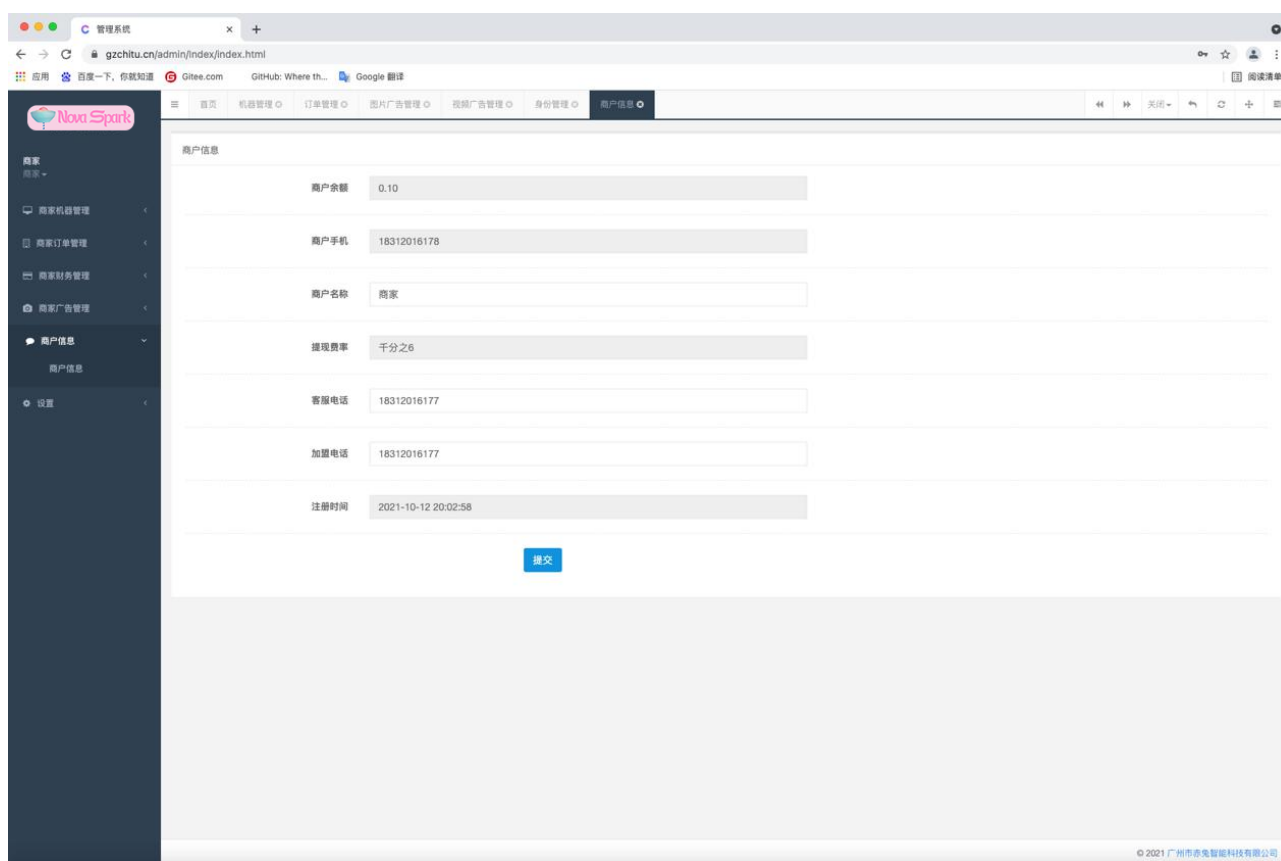 管理系统
gzchitu.cn/admin/Index/index.html
应用 百度一下，你就知道 Gitee.com GitHub: Where th... Google 翻译 阅读清单
Nova Spark
首页 机器管理 订单管理 图片广告管理 视频广告管理 身份管理 商户信息 关闭
商家
商家
商家机器管理
商家订单管理
商家财务管理
商家广告管理
商户信息
商户信息
设置
商户信息
商户余额 0.10
商户手机 18312016178
商户名称 商家
提现费率 千分之6
客服电话 18312016177
加盟电话 18312016177
注册时间 2021-10-12 20:02:58
提交
© 2021 广州市赤兔智能科技有限公司